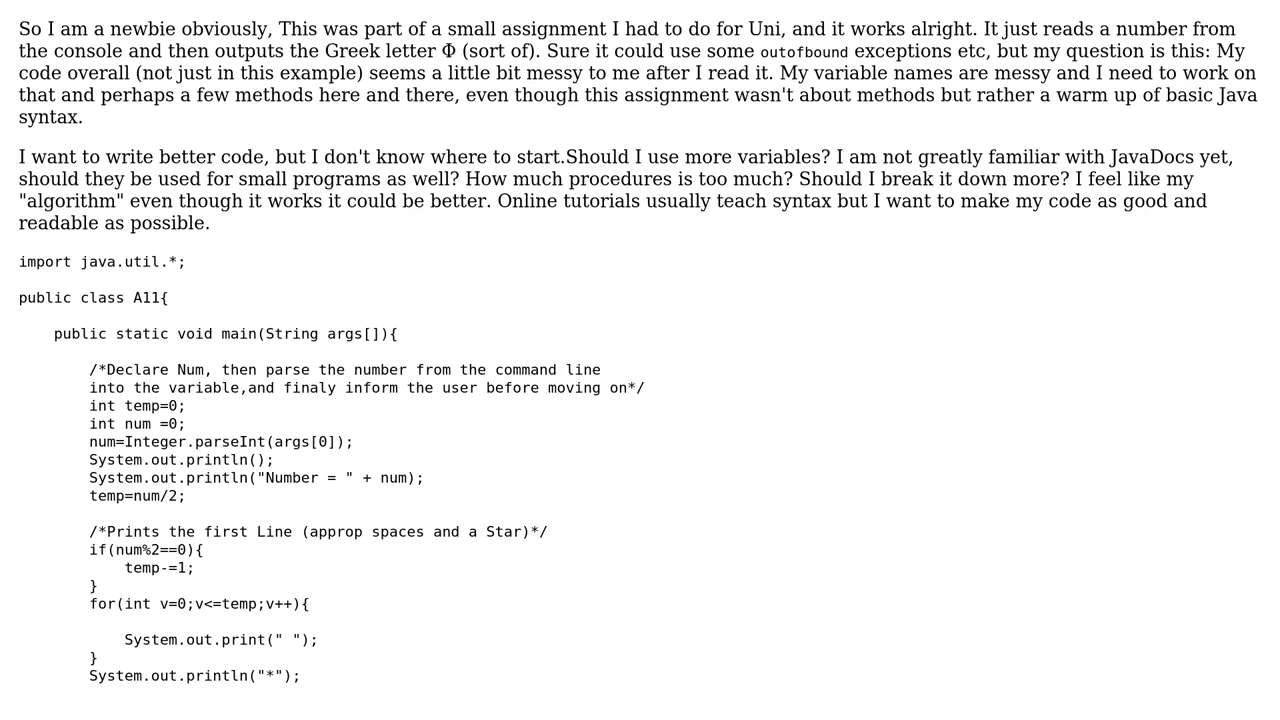 So I am a newbie obviously, This was part of a small assignment I had to do for Uni, and it works alright. It just reads a number from
the console and then outputs the Greek letter Φ (sort of). Sure it could use some outofbound exceptions etc, but my question is this: My
code overall (not just in this example) seems a little bit messy to me after I read it. My variable names are messy and I need to work on
that and perhaps a few methods here and there, even though this assignment wasn't about methods but rather a warm up of basic Java
syntax.
I want to write better code, but I don't know where to start.Should I use more variables? I am not greatly familiar with JavaDocs yet,
should they be used for small programs as well? How much procedures is too much? Should I break it down more? I feel like my
"algorithm" even though it works it could be better. Online tutorials usually teach syntax but I want to make my code as good and
readable as possible.
import java.util.*;
public class A11{
    public static void main(String args[]){
        /*Declare Num, then parse the number from the command line
        into the variable,and finaly inform the user before moving on*/
        int temp=0;
        int num =0;
        num=Integer.parseInt(args[0]);
        System.out.println();
        System.out.println("Number = " + num);
        temp=num/2;
        /*Prints the first Line (approp spaces and a Star)*/
        if(num%2==0){
            temp-=1;
        }
        for(int v=0;v<=temp;v++){
            System.out.print(" ");
        }
        System.out.println("*");